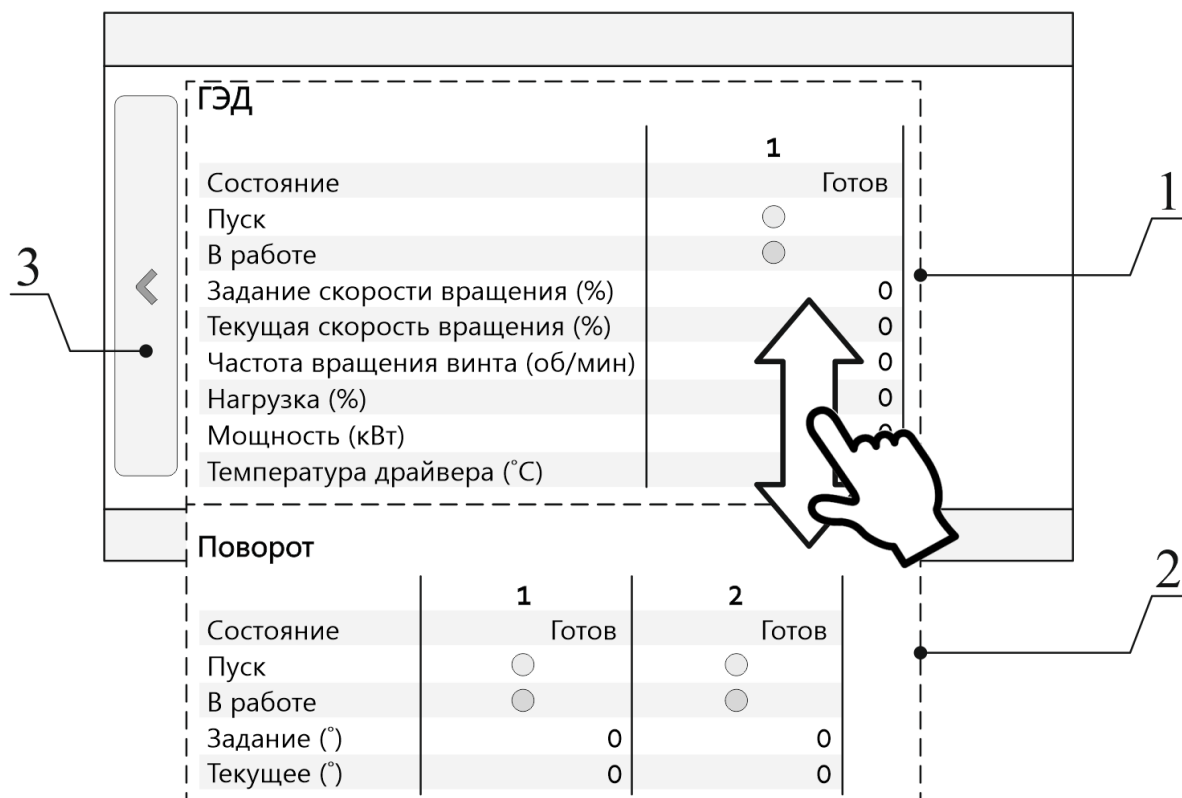 ГЭД
1
Состояние Готов
Пуск
В работе
Задание скорости вращения (%) 0
Текущая скорость вращения (%) 0
Частота вращения винта (об/мин) 0
Нагрузка (%) 0
Мощность (кВт) 0
Температура драйвера (°С)
Поворот
1 2
Состояние Готов Готов
Пуск
В работе
Задание (°) 0 0
Текущее (°) 0 0
1
2
3